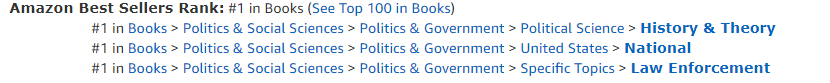 Amazon Best Sellers Rank: #1 in Books (See Top 100 in Books)
#1 in Books > Politics & Social Sciences > Politics & Government > Political Science > History & Theory
#1 in Books > Politics & Social Sciences > Politics & Government > United States > National
#1 in Books > Politics & Social Sciences > Politics & Government > Specific Topics > Law Enforcement